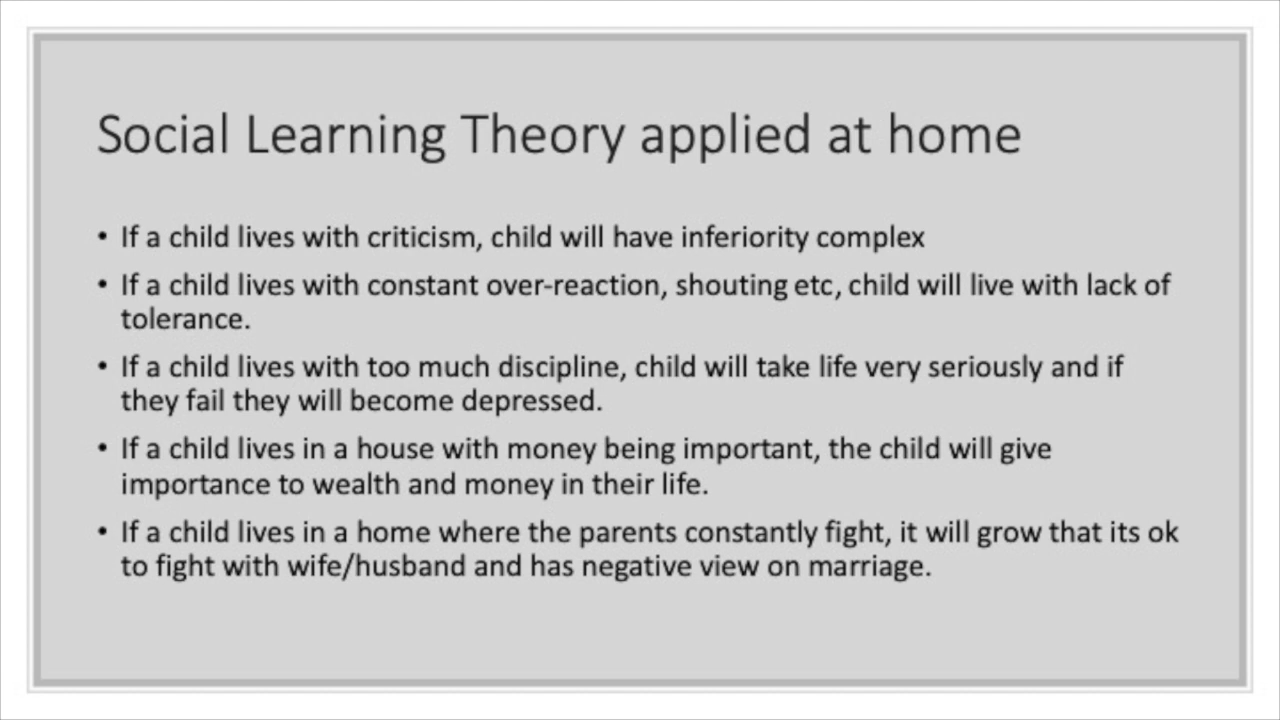 Social Learning Theory applied at home
• If a child lives with criticism, child will have inferiority complex
• If a child lives with constant over-reaction, shouting etc, child will live with lack of
tolerance.
• If a child lives with too much discipline, child will take life very seriously and if
they fail they will become depressed.
• If a child lives in a house with money being important, the child will give
importance to wealth and money in their life.
• If a child lives in a home where the parents constantly fight, it will grow that its ok
to fight with wife/husband and has negative view on marriage.